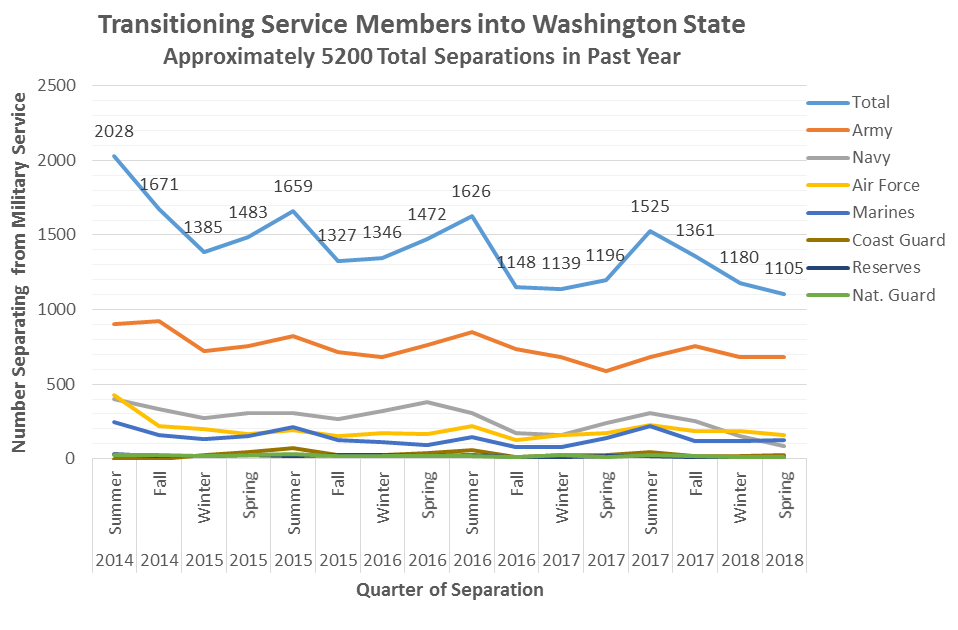 Transitioning Service Members into Washington State
Approximately 5200 Total Separations in Past Year
Number Separating from Military Service
2500
2000
1500
1000
500
0
2028
1671
1385
1483
1659
1327
1346
1472
1626
1148
1139
1196
1525
1361
1180
1105
Total
Army
Navy
Air Force
Marines
Coast Guard
Reserves
Nat. Guard
Summer Fall Winter Spring Summer Fall Winter Spring Summer Fall Winter Spring Summer Fall Winter Spring
2014 2014 2015 2015 2015 2015 2016 2016 2016 2016 2017 2017 2017 2017 2018 2018
Quarter of Separation